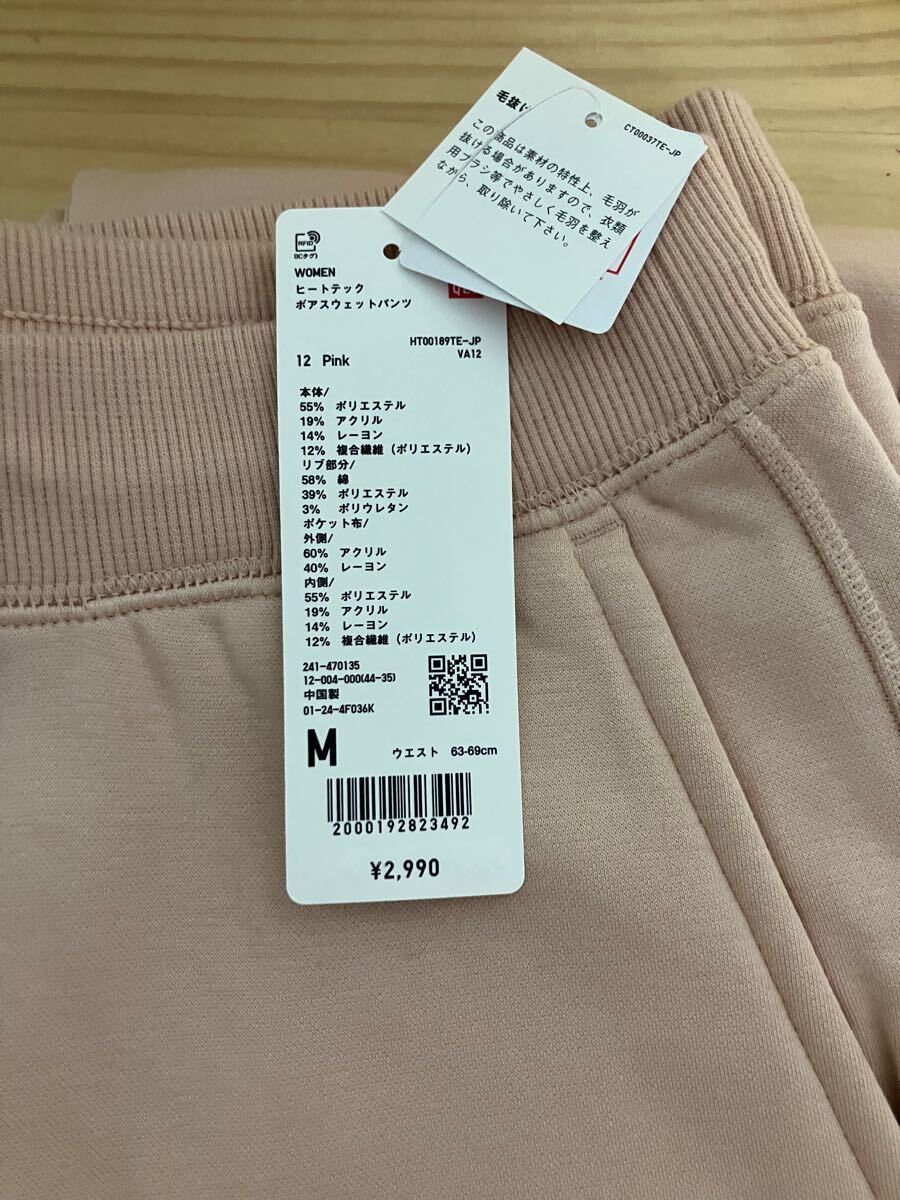 毛抜け
CT00037TE-JP
この商品は素材の特性上、毛羽が
抜ける場合がありますので、衣類
用ブラシ等でやさしく毛羽を整え
ながら、取り除いて下さい。
RFID
(ICタグ)
WOMEN
ヒートテック
ボアスウェットパンツ
HT00189TE-JP
VA12
12 Pink
本体/
55% ポリエステル
19% アクリル
14% レーヨン
12% 複合繊維（ポリエステル）
リブ部分/
58% 綿
39% ポリエステル
3% ポリウレタン
ポケット布/
外側/
60% アクリル
40% レーヨン
内側/
55% ポリエステル
19% アクリル
14% レーヨン
12% 複合繊維（ポリエステル）
241-470135
12-004-000(44-35)
中国製
01-24-4F036K
M ウエスト 63-69cm
2000192823492
¥2,990